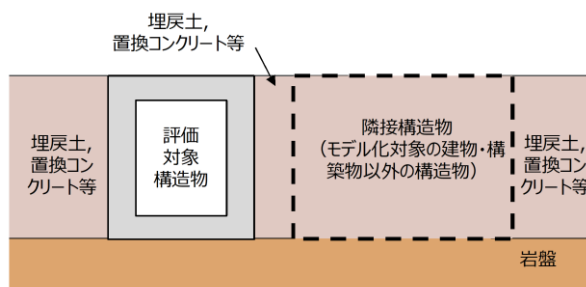 埋戻土,
置換コンクリート等
埋戻土,
置換コン
クリート等
評価
対象
構造物
隣接構造物
（モデル化対象の建物・構
築物以外の構造物）
埋戻土,
置換コン
クリート等
岩盤